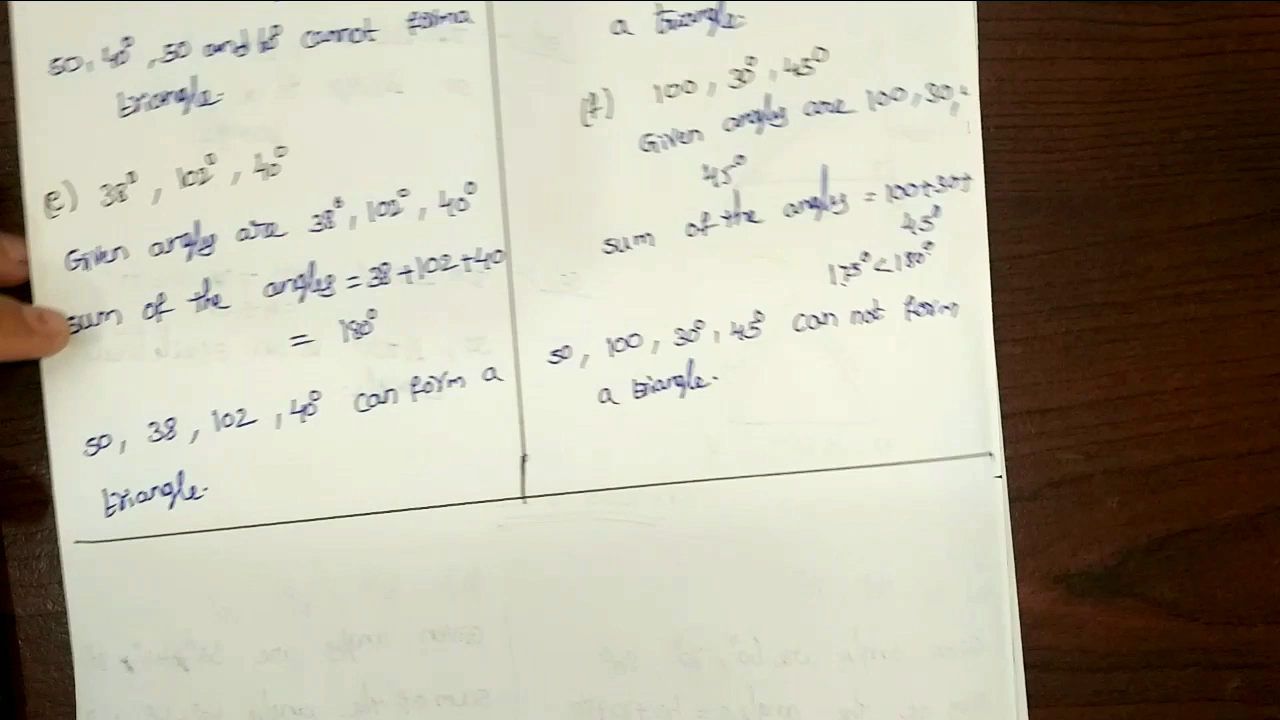 50, 40°, 50 and 60° cannot forma
triangle.
(e) 38°, 102°, 40°
Given angles are 38°, 102°, 40°
sum of the angles = 38+102+40
= 180°
50, 38, 102, 40° can form a
triangle.
a triangle.
(f) 100, 30°, 45°
Given angles are 100, 30,
45°
sum of the angles = 100+30+
45°
175° < 180°
50, 100, 30°, 45° can not form
a triangle.